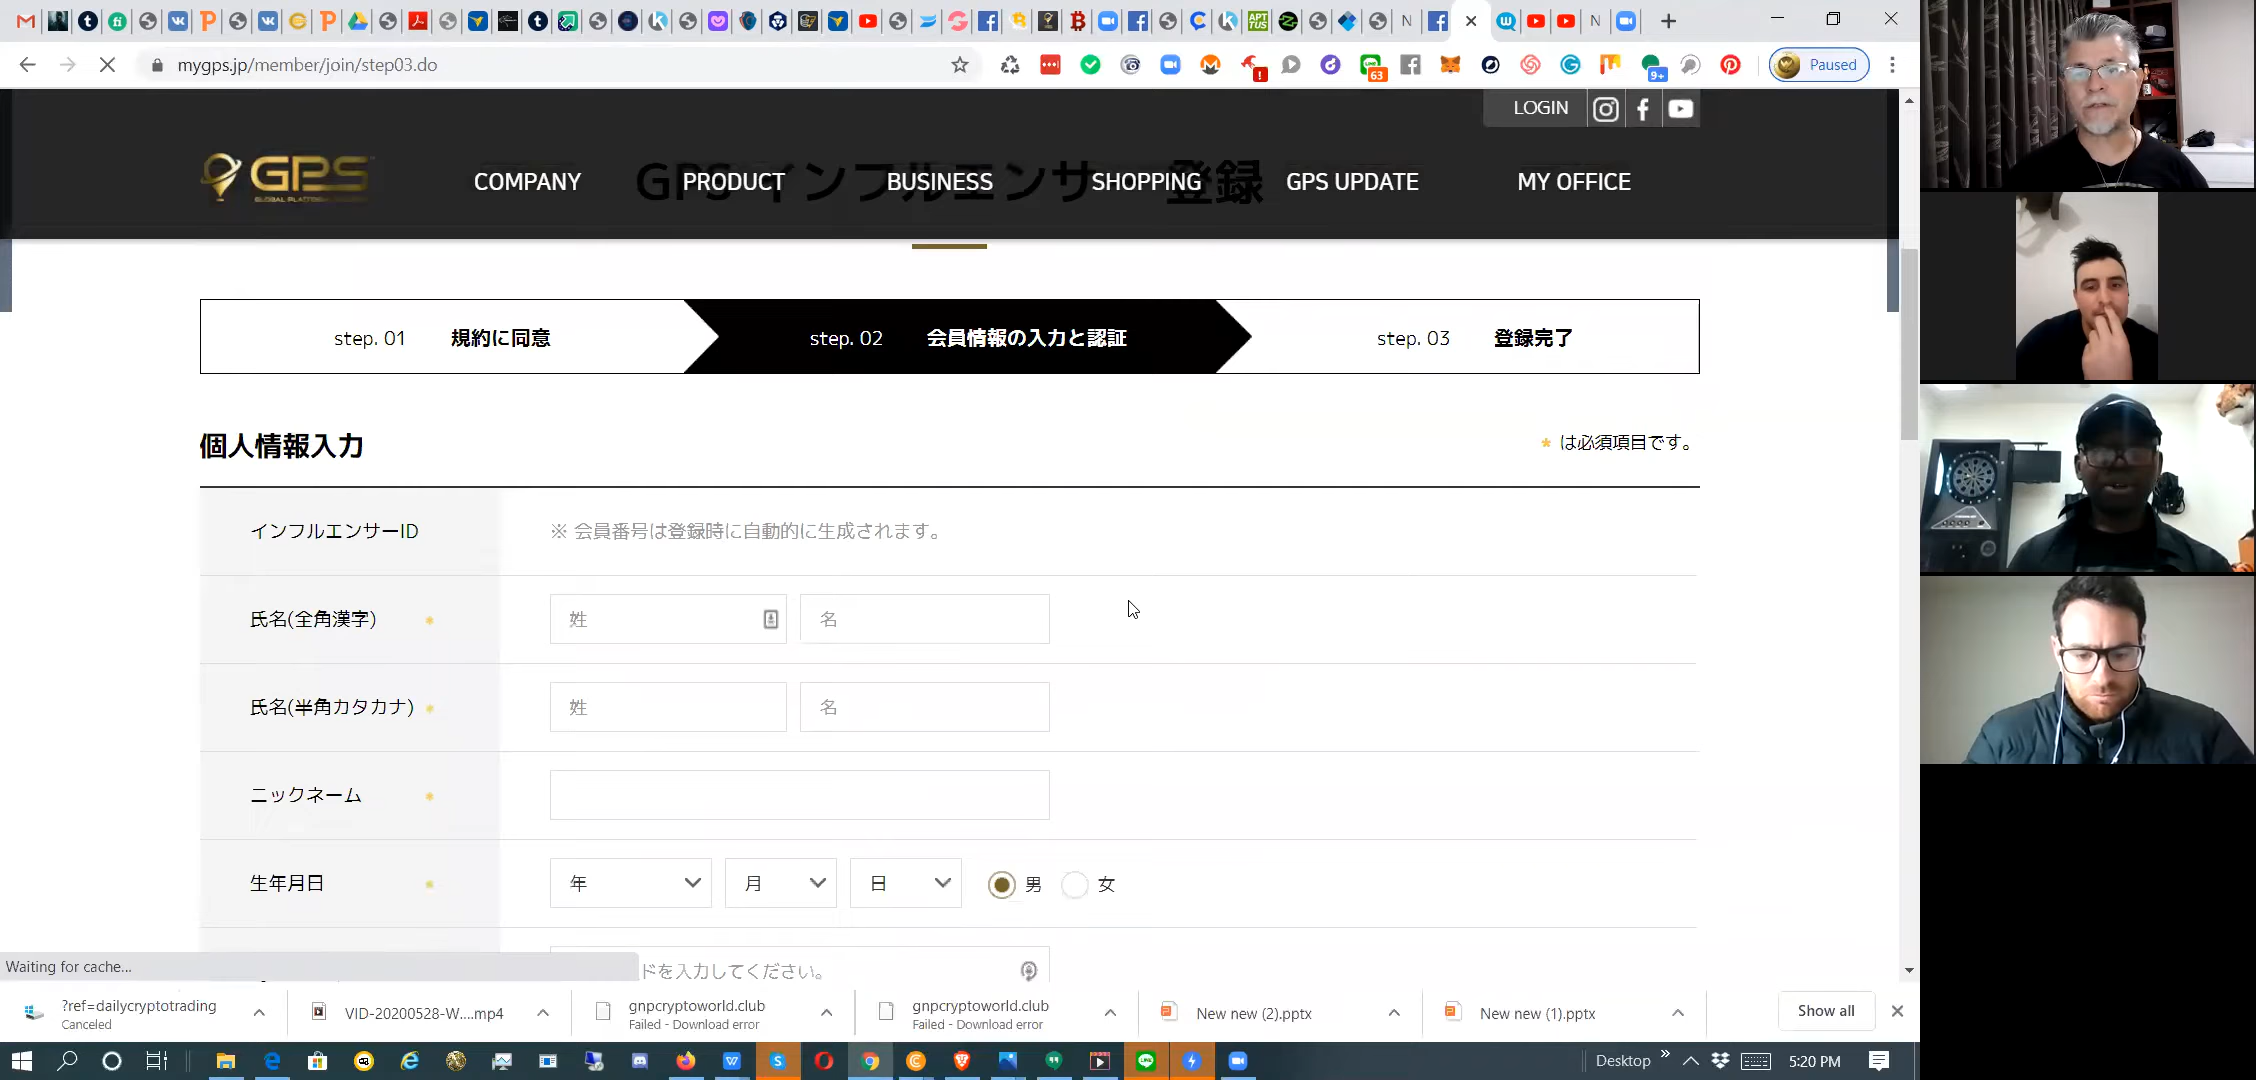 mygps.jp/member/join/step03.do
63
9+
Paused
LOGIN
GPS
COMPANY
PRODUCT
BUSINESS
SHOPPING
GPS UPDATE
MY OFFICE
GPS インフルエンサー登録
step. 01 規約に同意
step. 02 会員情報の入力と認証
step. 03 登録完了
個人情報入力
* は必須項目です。
インフルエンサーID
※ 会員番号は登録時に自動的に生成されます。
氏名(全角漢字) *
姓
名
氏名(半角カタカナ) *
姓
名
ニックネーム *
生年月日 *
年
月
日
男
女
ドを入力してください。
Waiting for cache...
?ref=dailycryptotrading
Canceled
VID-20200528-W....mp4
gnpcryptoworld.club
Failed - Download error
gnpcryptoworld.club
Failed - Download error
New new (2).pptx
New new (1).pptx
Show all
Desktop
5:20 PM